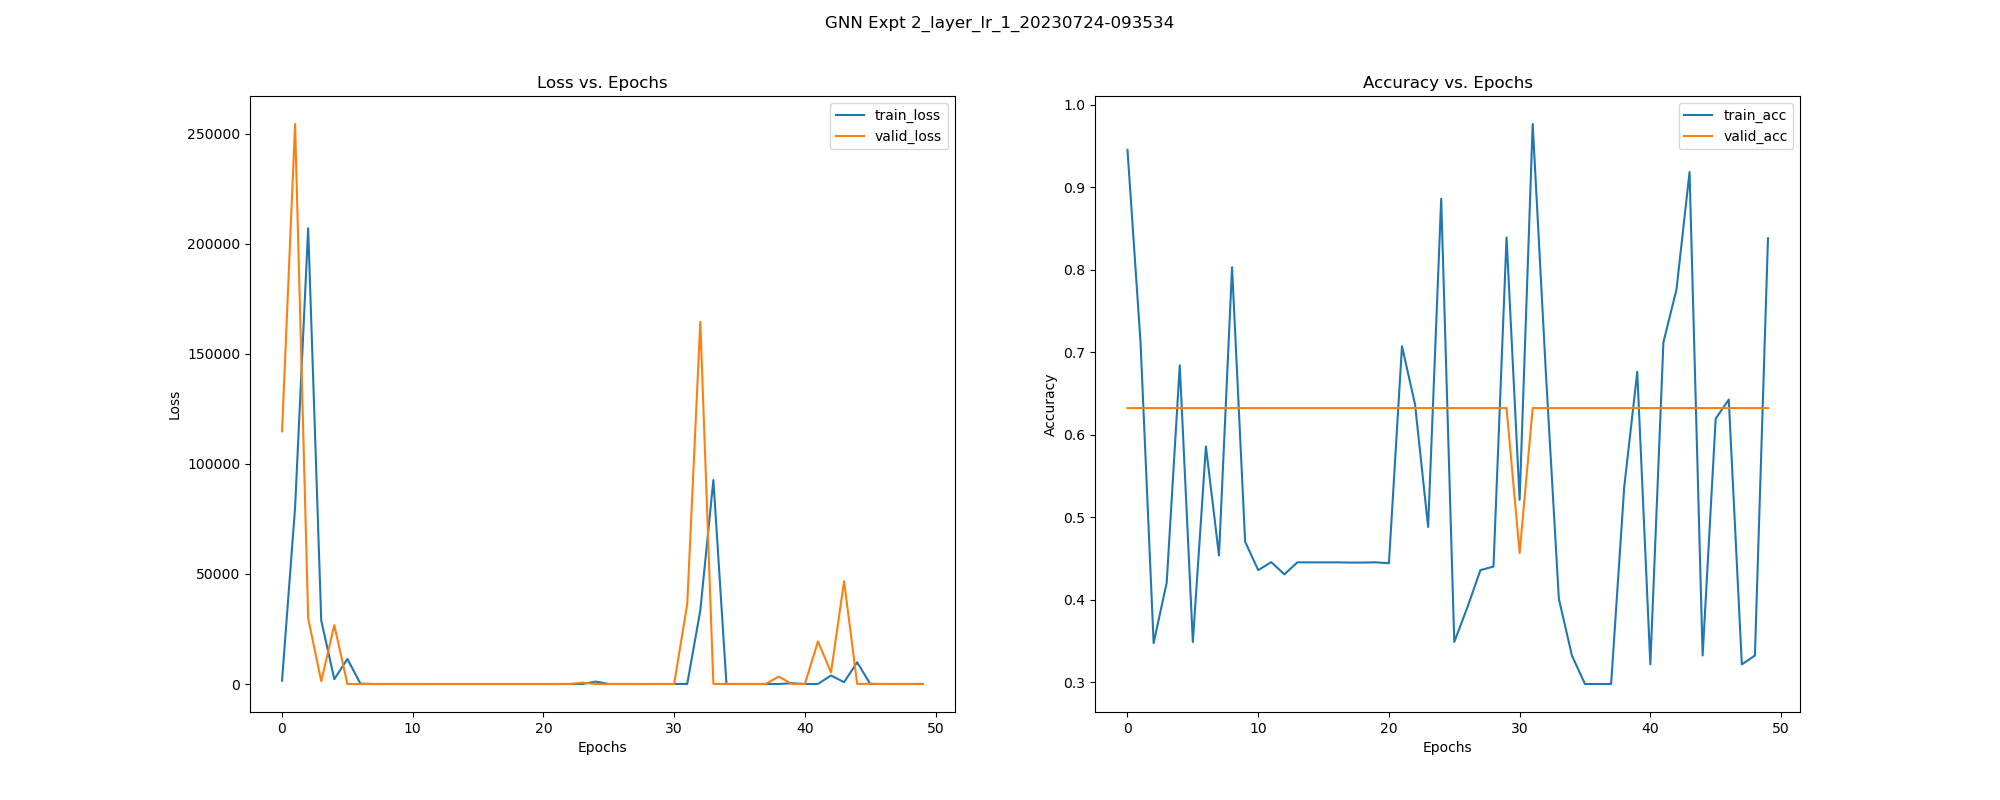 GNN Expt 2_layer_lr_1_20230724-093534
Loss vs. Epochs
train_loss
valid_loss
250000
200000
150000
100000
50000
0
Loss
0 10 20 30 40 50
Epochs
Accuracy vs. Epochs
train_acc
valid_acc
1.0
0.9
0.8
0.7
0.6
0.5
0.4
0.3
Accuracy
0 10 20 30 40 50
Epochs